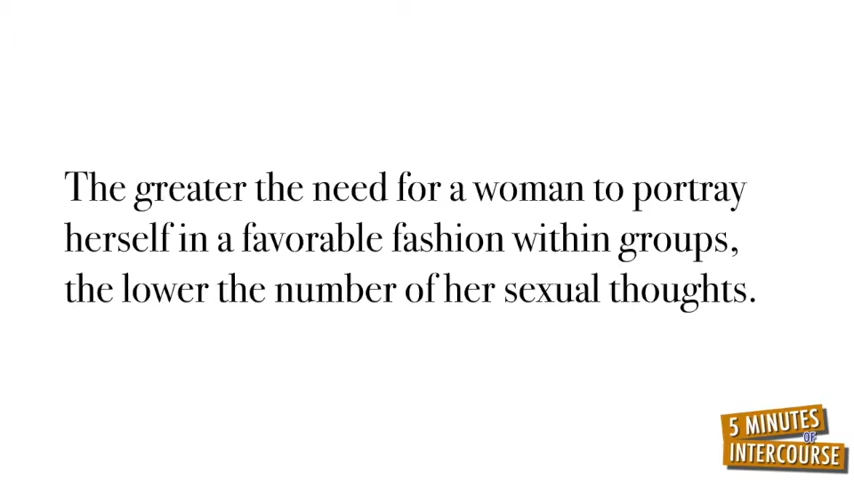 The greater the need for a woman to portray
herself in a favorable fashion within groups,
the lower the number of her sexual thoughts.
5 MINUTES
OF
INTERCOURSE